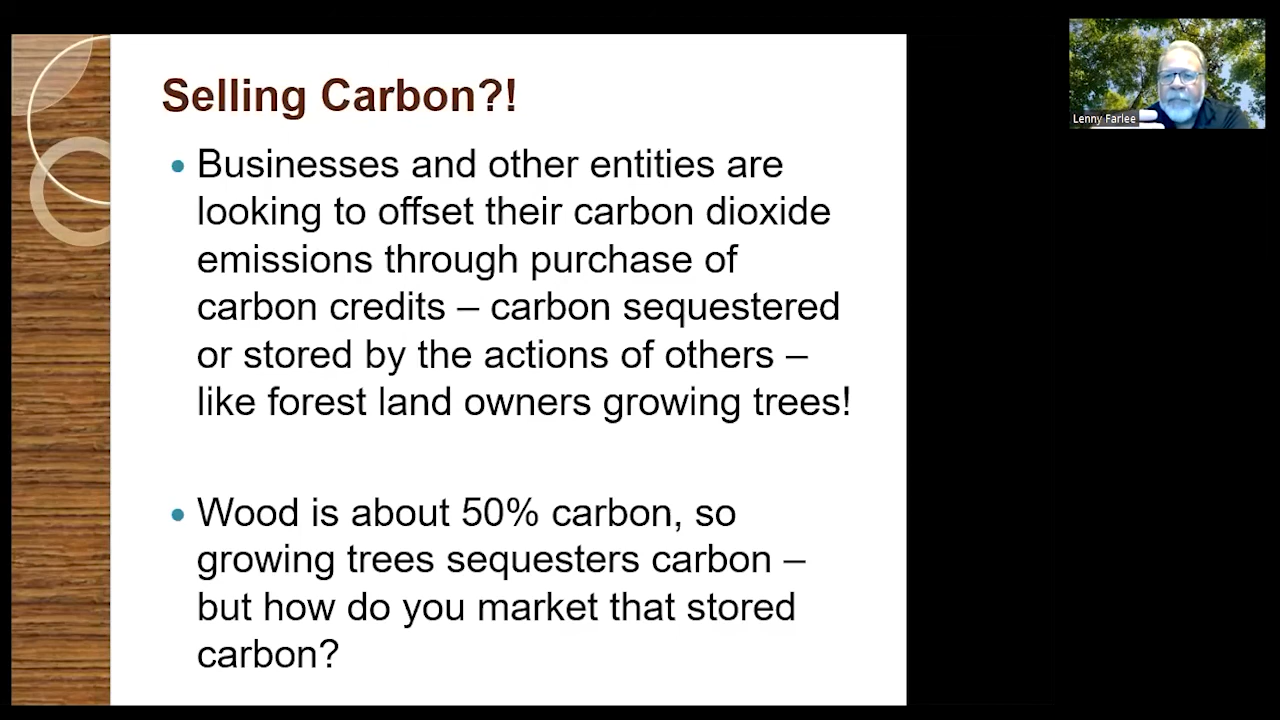 Selling Carbon?!
• Businesses and other entities are
looking to offset their carbon dioxide
emissions through purchase of
carbon credits – carbon sequestered
or stored by the actions of others –
like forest land owners growing trees!
• Wood is about 50% carbon, so
growing trees sequesters carbon –
but how do you market that stored
carbon?
Lenny Farlee